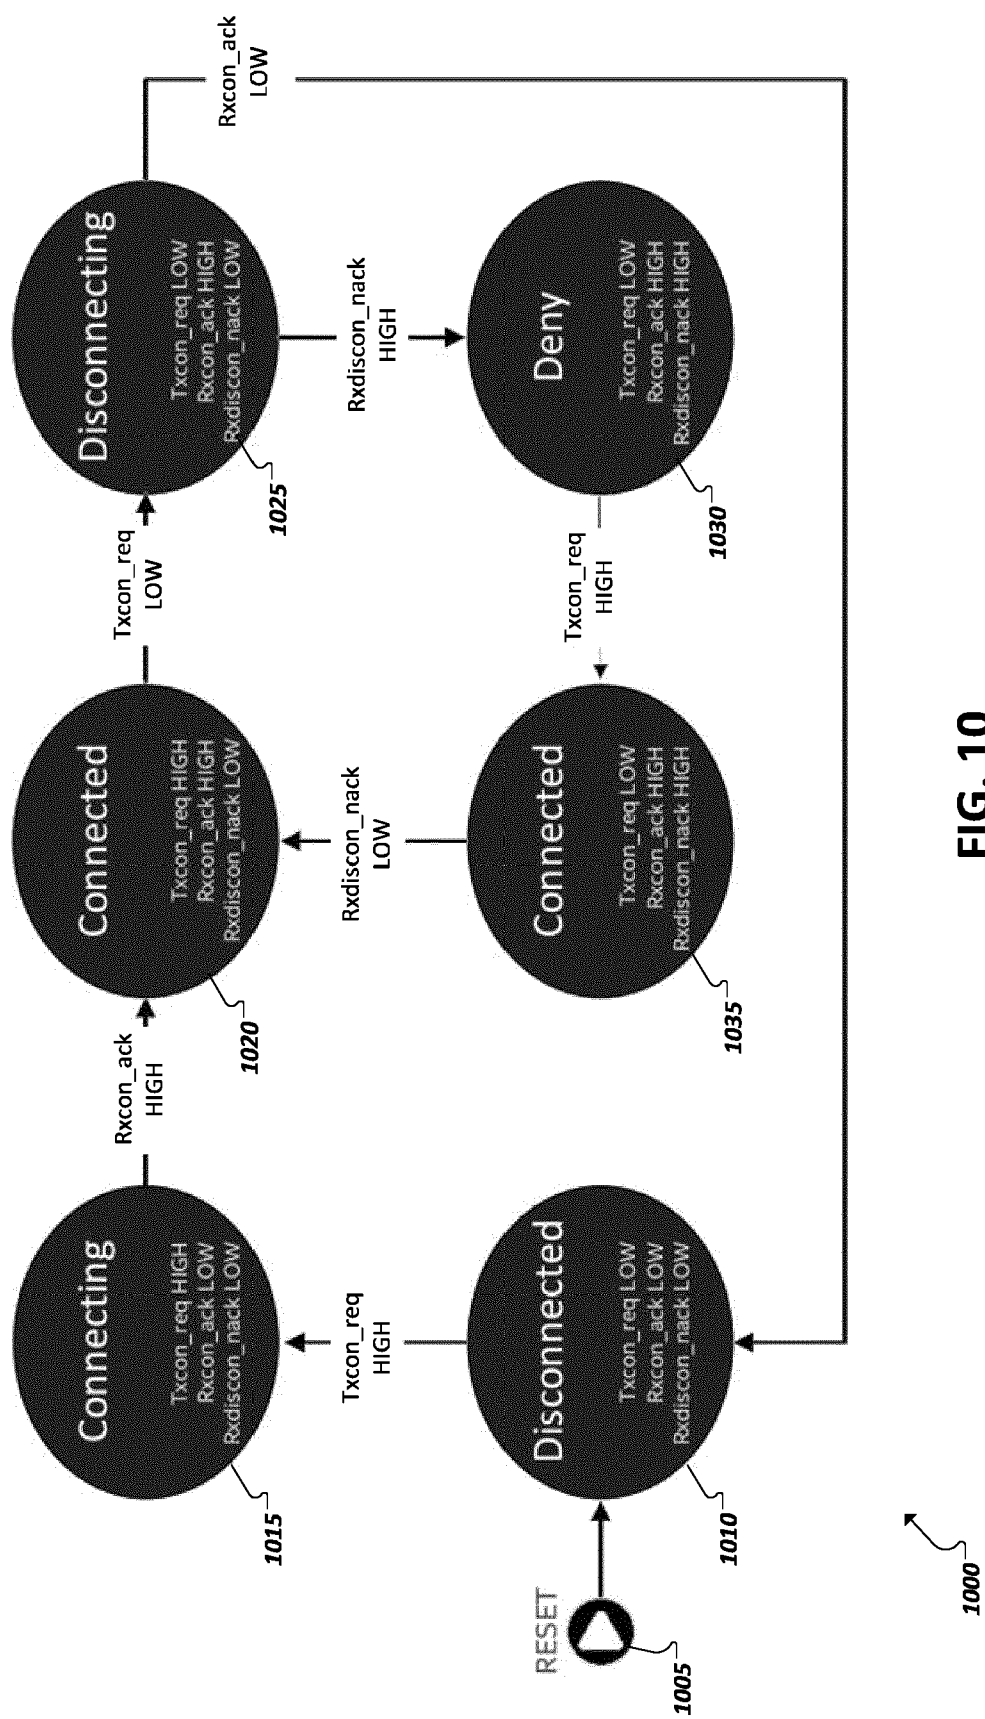 Connecting
Txcon_req HIGH
Rxcon_ack LOW
Rxdiscon_nack LOW
1015
Rxcon_ack
HIGH
Connected
Txcon_req HIGH
Rxcon_ack HIGH
Rxdiscon_nack LOW
1020
Txcon_req
LOW
Disconnecting
Txcon_req LOW
Rxcon_ack HIGH
Rxdiscon_nack LOW
1025
Rxcon_ack
LOW
Txcon_req
HIGH
Rxdiscon_nack
LOW
Rxdiscon_nack
HIGH
RESET
1005
Disconnected
Txcon_req LOW
Rxcon_ack LOW
Rxdiscon_nack LOW
1010
Connected
Txcon_req LOW
Rxcon_ack HIGH
Rxdiscon_nack HIGH
1035
Txcon_req
HIGH
Deny
Txcon_req LOW
Rxcon_ack HIGH
Rxdiscon_nack HIGH
1030
1000
FIG. 10